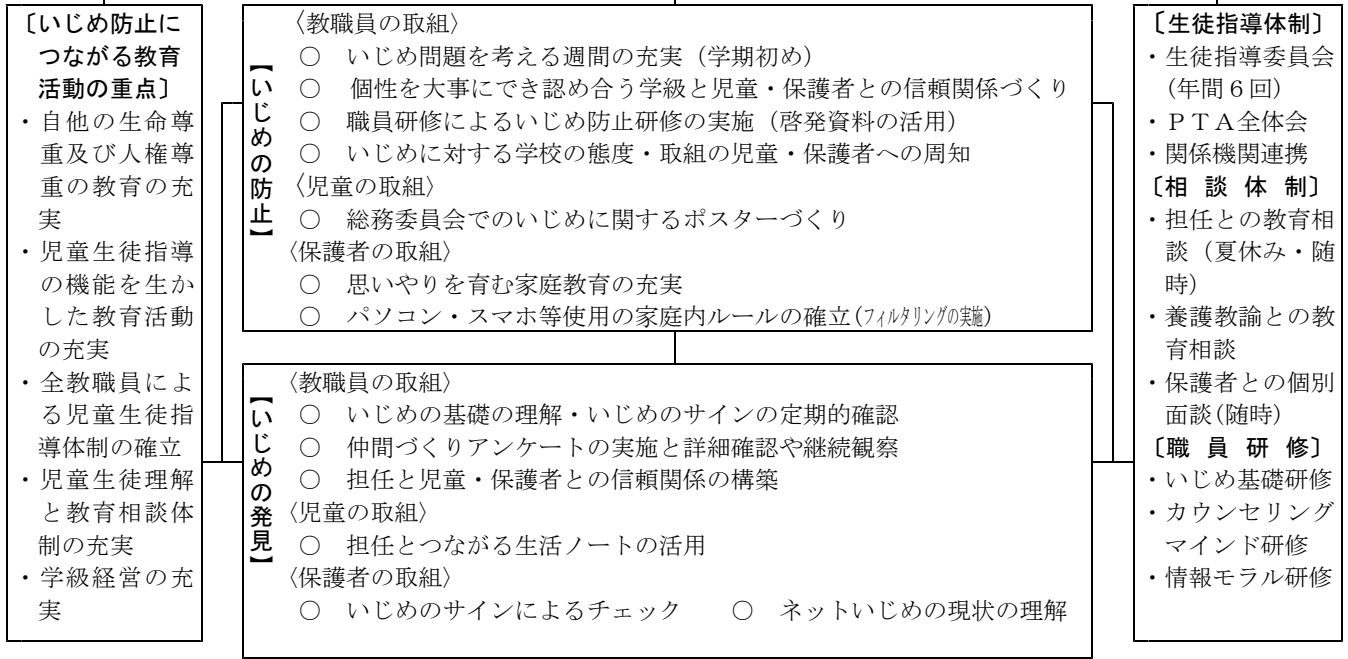 〔いじめ防止に
つながる教育
活動の重点〕
・自他の生命尊
重及び人権尊
重の教育の充
実
・児童生徒指導
の機能を生か
した教育活動
の充実
・全教職員によ
る児童生徒指
導体制の確立
・児童生徒理解
と教育相談体
制の充実
・学級経営の充
実
【いじめの防止】
〈教職員の取組〉
○ いじめ問題を考える週間の充実（学期初め）
○ 個性を大事にでき認め合う学級と児童・保護者との信頼関係づくり
○ 職員研修によるいじめ防止研修の実施（啓発資料の活用）
○ いじめに対する学校の態度・取組の児童・保護者への周知
〈児童の取組〉
○ 総務委員会でのいじめに関するポスターづくり
〈保護者の取組〉
○ 思いやりを育む家庭教育の充実
○ パソコン・スマホ等使用の家庭内ルールの確立(フィルタリングの実施)
【いじめの発見】
〈教職員の取組〉
○ いじめの基礎の理解・いじめのサインの定期的確認
○ 仲間づくりアンケートの実施と詳細確認や継続観察
○ 担任と児童・保護者との信頼関係の構築
〈児童の取組〉
○ 担任とつながる生活ノートの活用
〈保護者の取組〉
○ いじめのサインによるチェック ○ ネットいじめの現状の理解
〔生徒指導体制〕
・生徒指導委員会
(年間６回)
・ＰＴＡ全体会
・関係機関連携
〔相 談 体 制〕
・担任との教育相
談（夏休み・随
時）
・養護教諭との教
育相談
・保護者との個別
面談(随時)
〔職 員 研 修〕
・いじめ基礎研修
・カウンセリング
マインド研修
・情報モラル研修